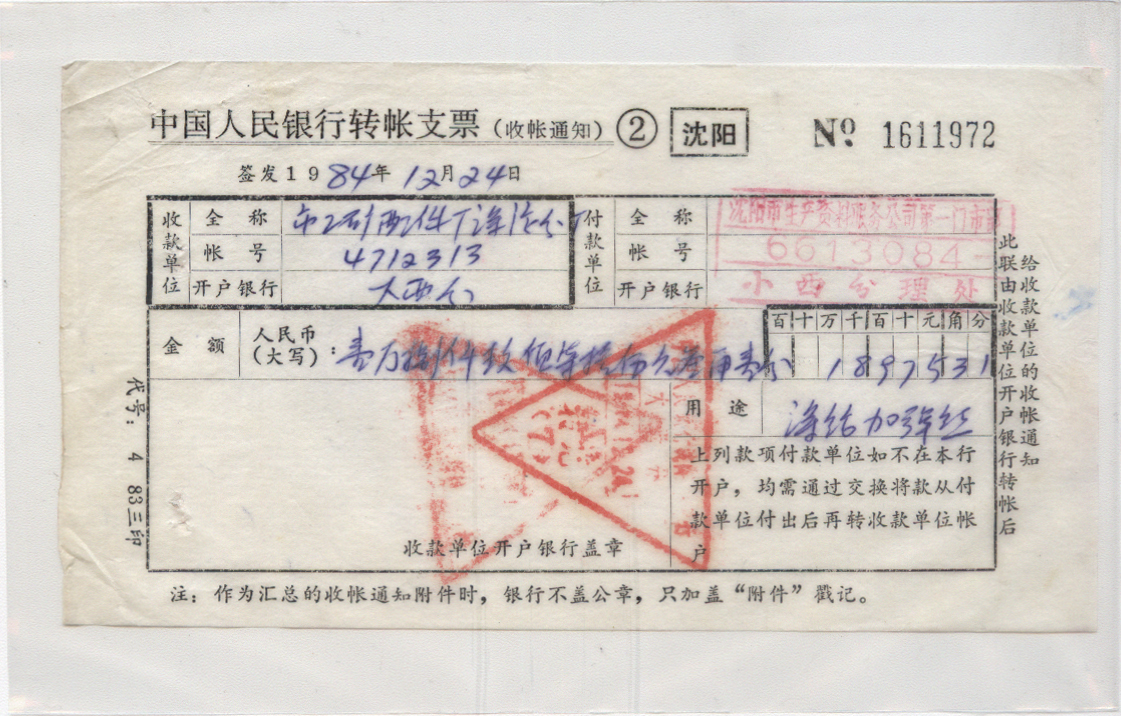 中国人民银行转帐支票（收帐通知） ② 沈阳 Nº 1611972
签发1984年12月24日
收款单位 全称 付款单位 全称 沈阳市生产资料服务公司第一门市部
帐号 4712313 帐号 6613084
开户银行 大西分 开户银行 小西分理处
金额 人民币（大写）： 百十万千百十元角分
1897531
用途
上列款项付款单位如不在本行
开户，均需通过交换将款从付
款单位付出后再转收款单位帐
户
收款单位开户银行盖章
注：作为汇总的收帐通知附件时，银行不盖公章，只加盖“附件”戳记。
代号：4 83三印
此联由收款单位开户银行转帐后
给收款单位的收帐通知